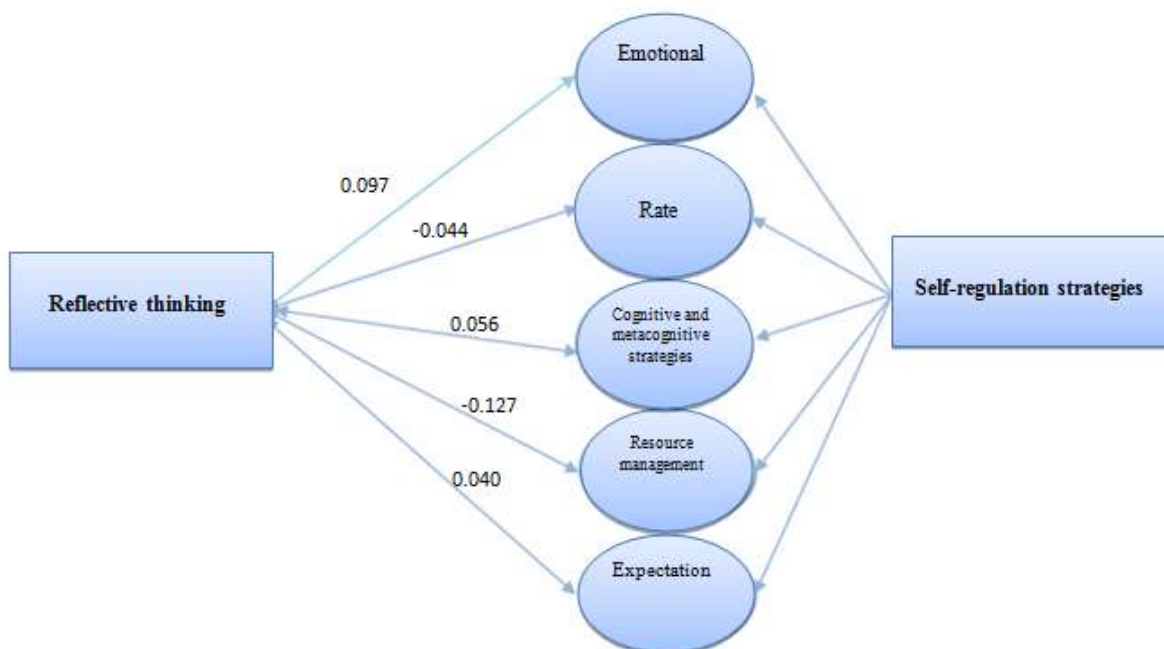 Emotional
0.097
Rate
-0.044
Reflective thinking
Self-regulation strategies
Cognitive and
metacognitive
strategies
0.056
-0.127
Resource
management
0.040
Expectation